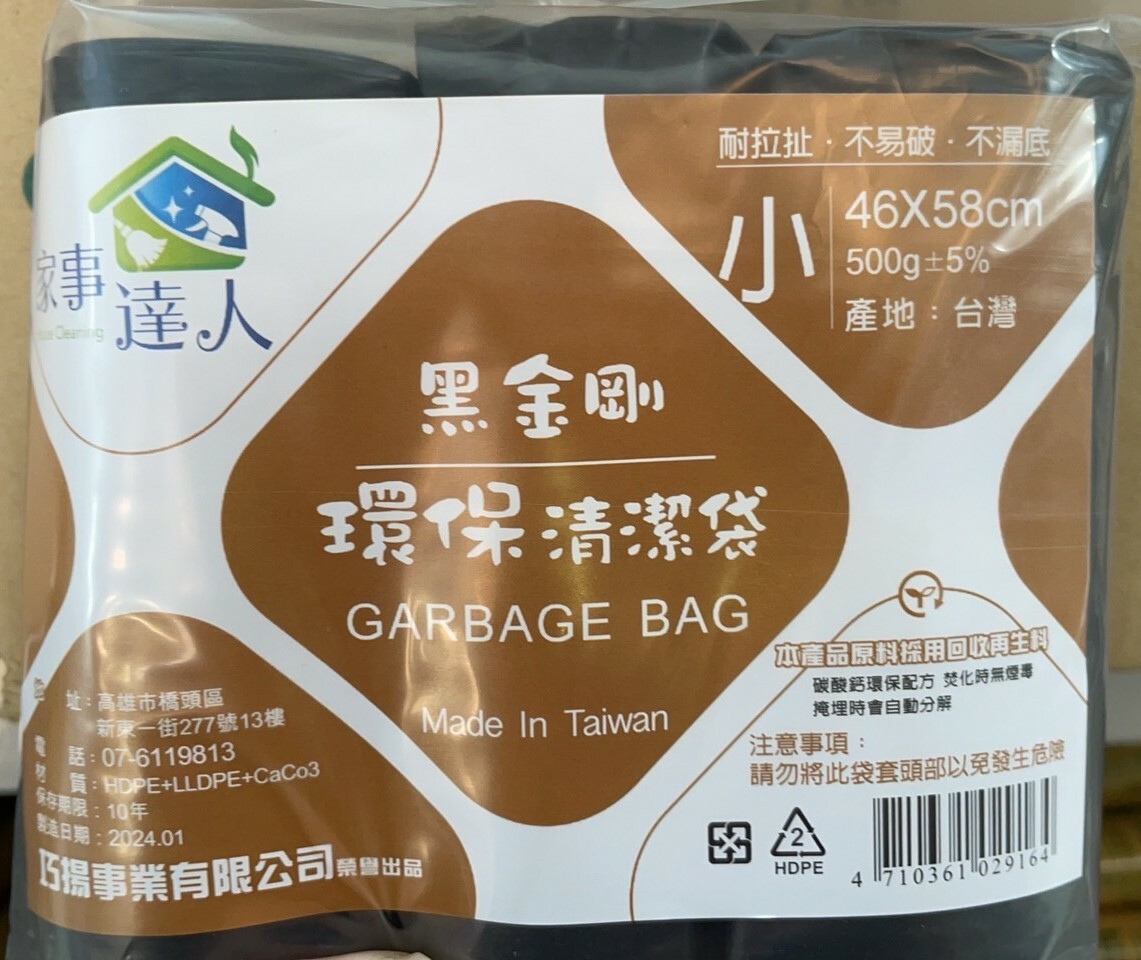 家事達人
House Cleaning
耐拉扯·不易破·不漏底
小
46X58cm
500g±5%
產地：台灣
黑金剛
環保清潔袋
GARBAGE BAG
Made In Taiwan
址：高雄市橋頭區
新東一街277號13樓
電 話：07-6119813
材 質：HDPE+LLDPE+CaCo3
保存期限：10年
製造日期：2024.01
巧揚事業有限公司榮譽出品
本產品原料採用回收再生料
碳酸鈣環保配方 焚化時無煙毒
掩埋時會自動分解
注意事項：
請勿將此袋套頭部以免發生危險
2
HDPE
4 710361 029164